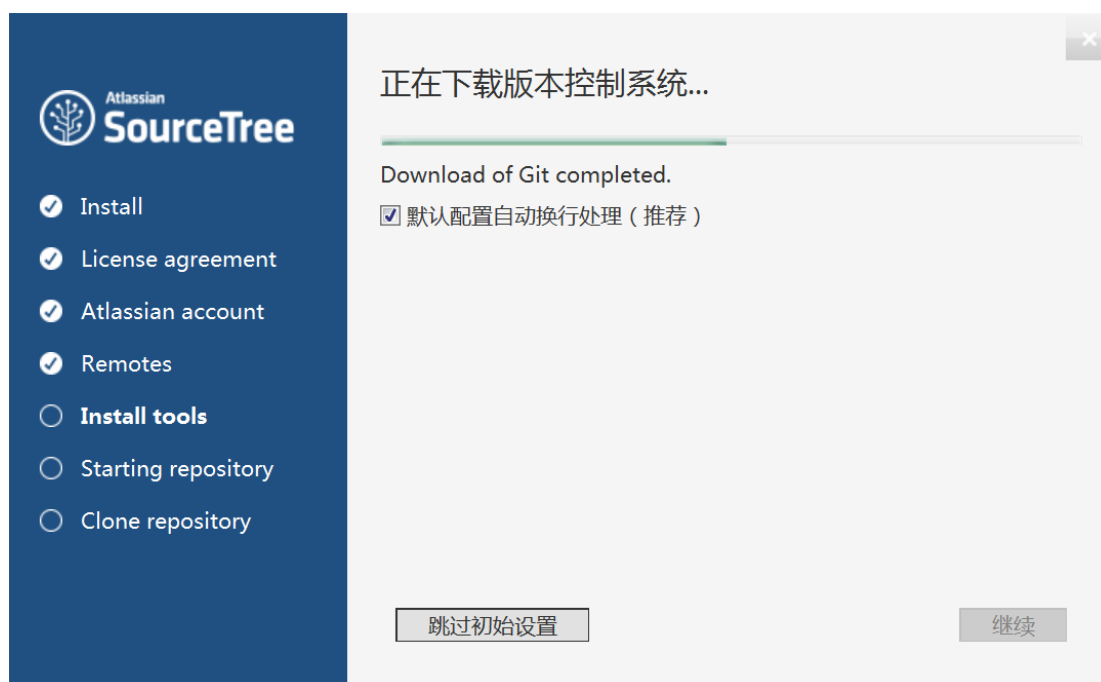 Atlassian
SourceTree
Install
License agreement
Atlassian account
Remotes
Install tools
Starting repository
Clone repository
正在下载版本控制系统...
Download of Git completed.
默认配置自动换行处理（推荐）
跳过初始设置
继续